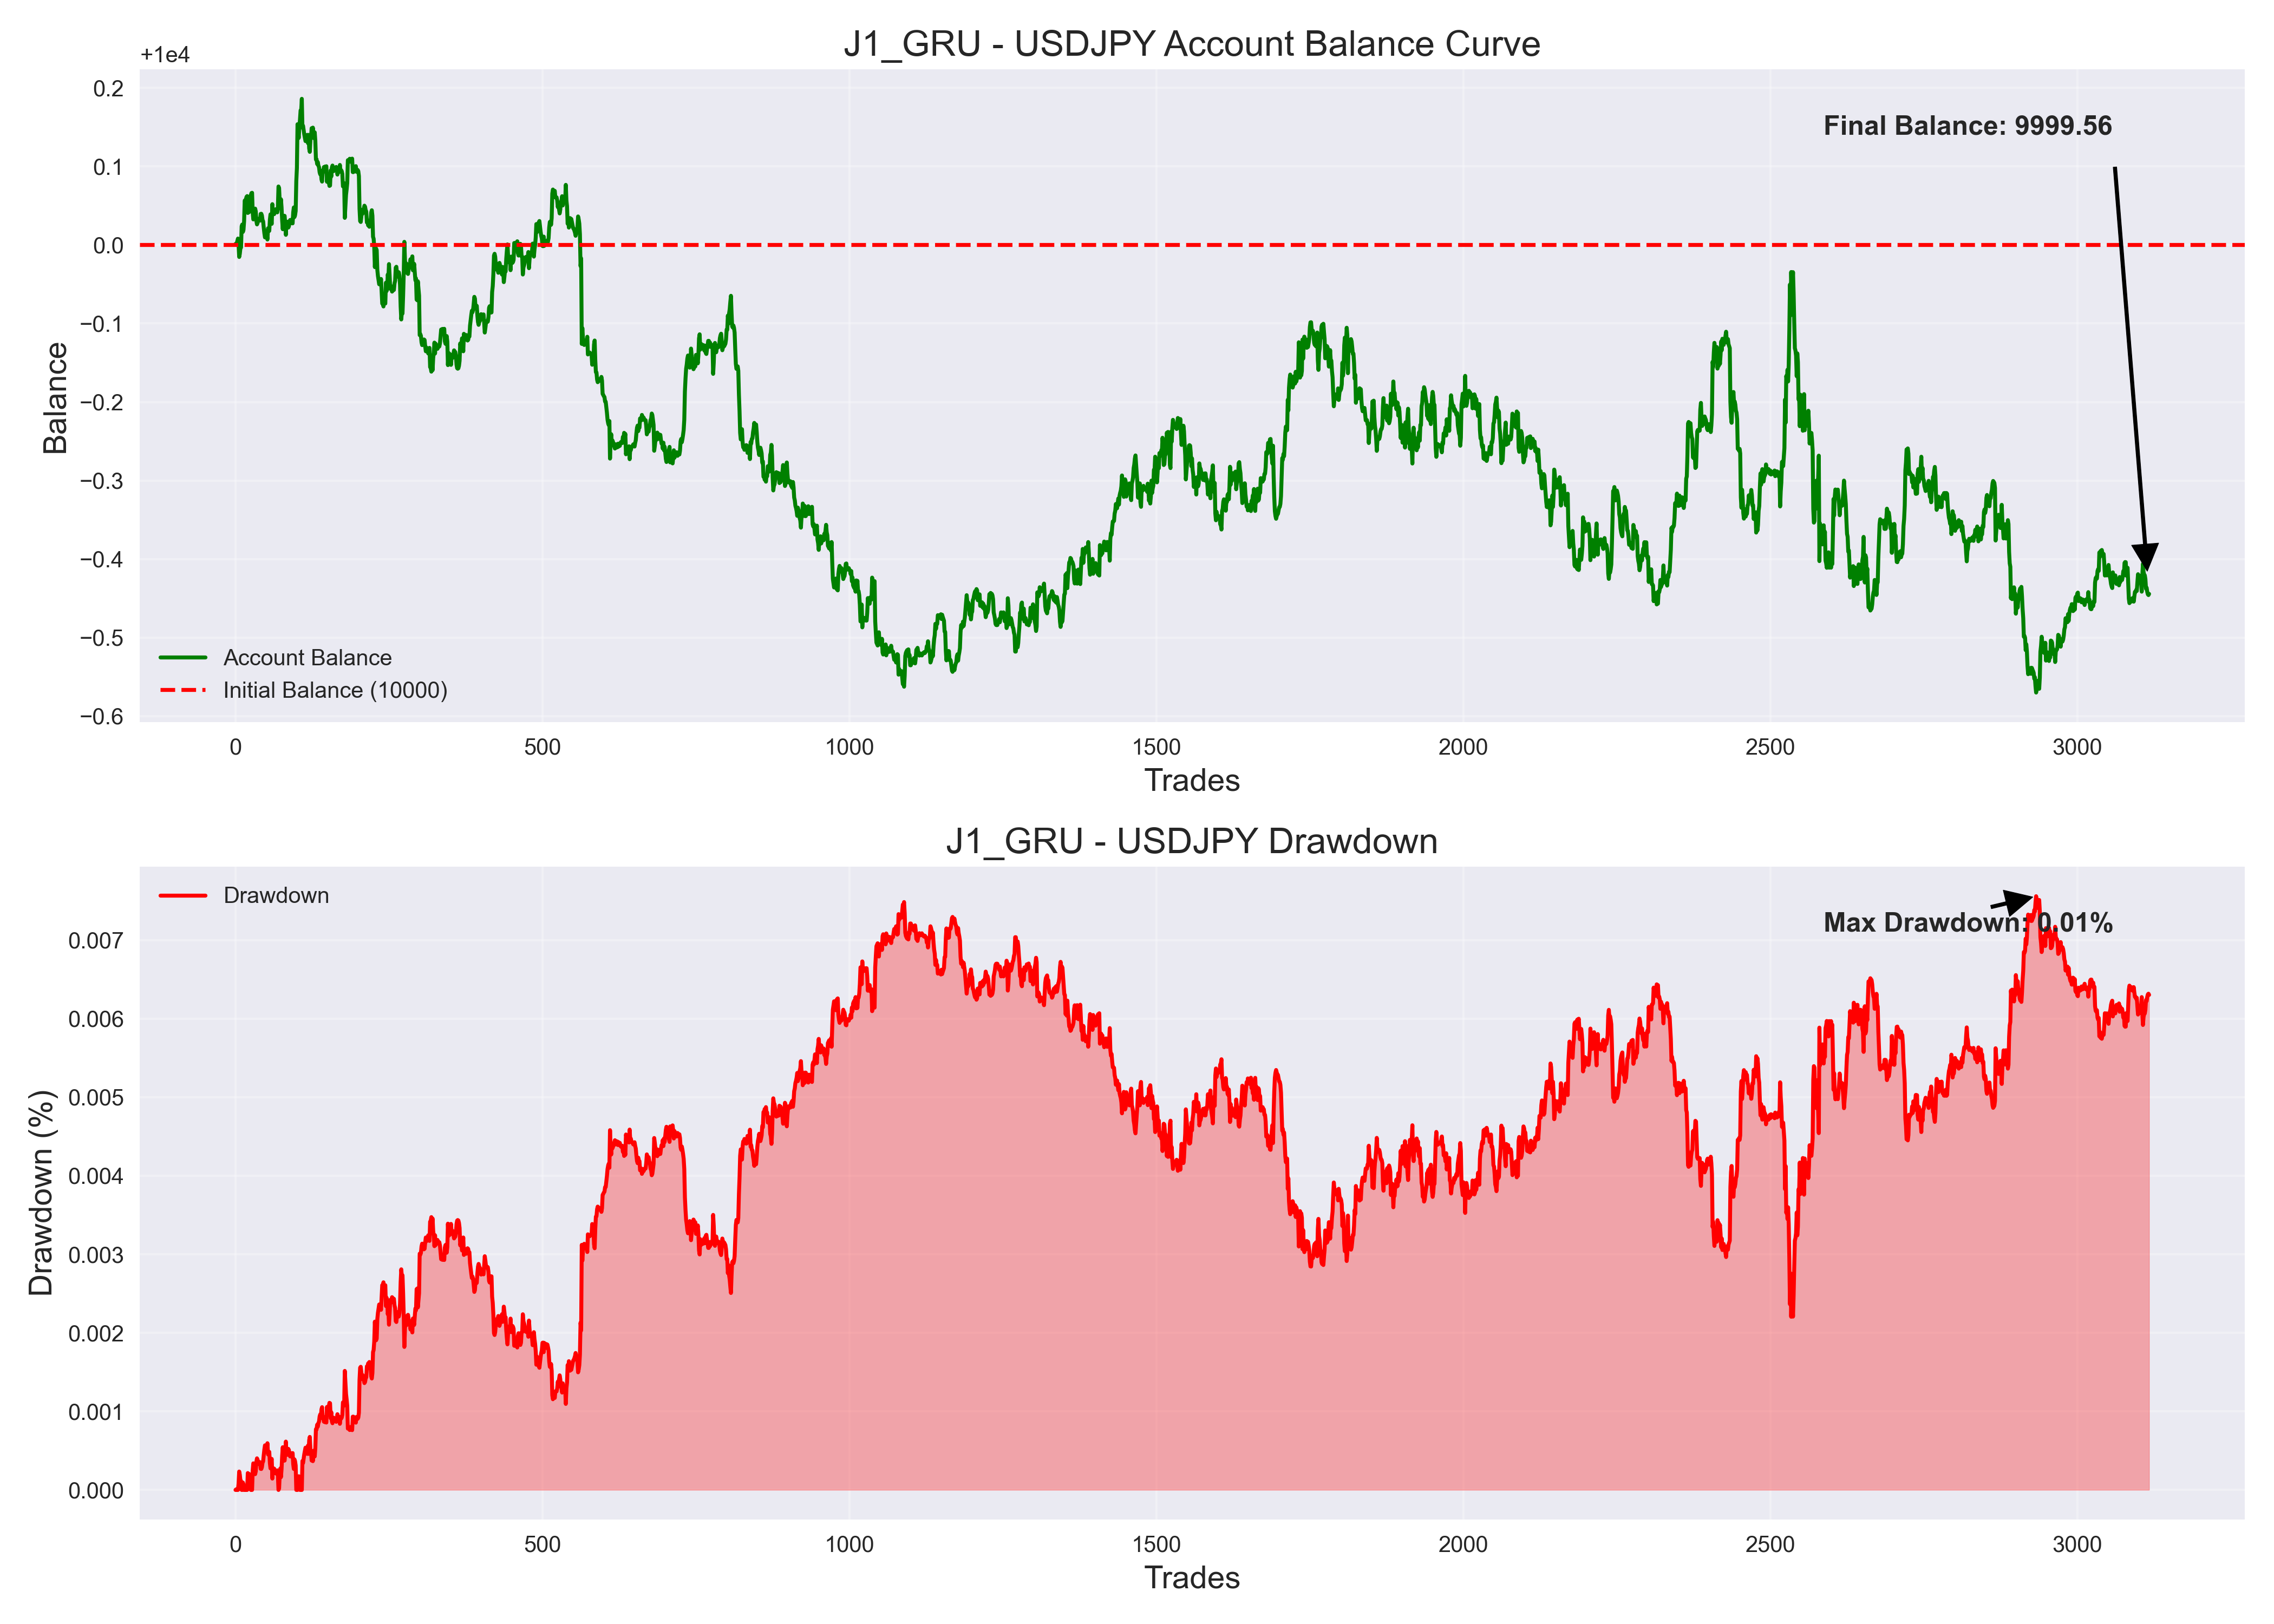 J1_GRU - USDJPY Account Balance Curve
+1e4
0.2
0.1
0.0
−0.1
−0.2
−0.3
−0.4
−0.5
−0.6
Balance
Final Balance: 9999.56
Account Balance
Initial Balance (10000)
0 500 1000 1500 2000 2500 3000
Trades
J1_GRU - USDJPY Drawdown
Drawdown
Max Drawdown: 0.01%
0.007
0.006
0.005
0.004
0.003
0.002
0.001
0.000
Drawdown (%)
0 500 1000 1500 2000 2500 3000
Trades